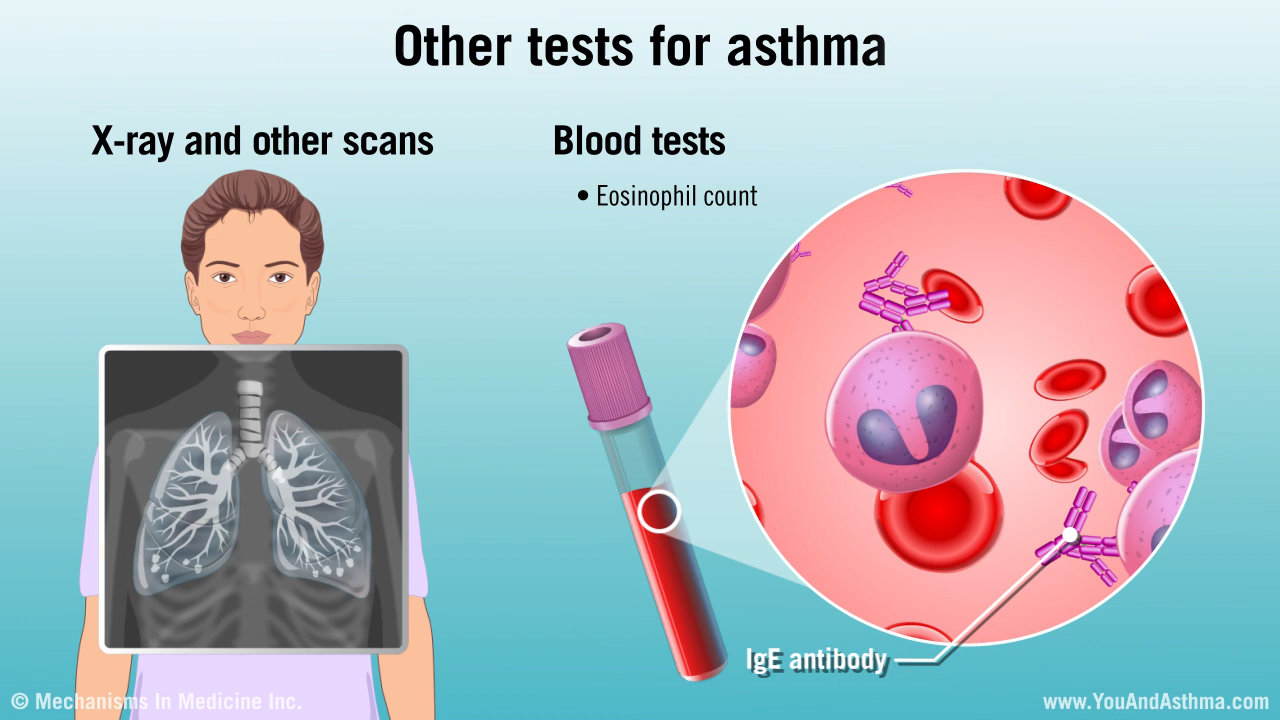 Other tests for asthma
X-ray and other scans
Blood tests
• Eosinophil count
IgE antibody
© Mechanisms In Medicine Inc.
www.YouAndAsthma.com